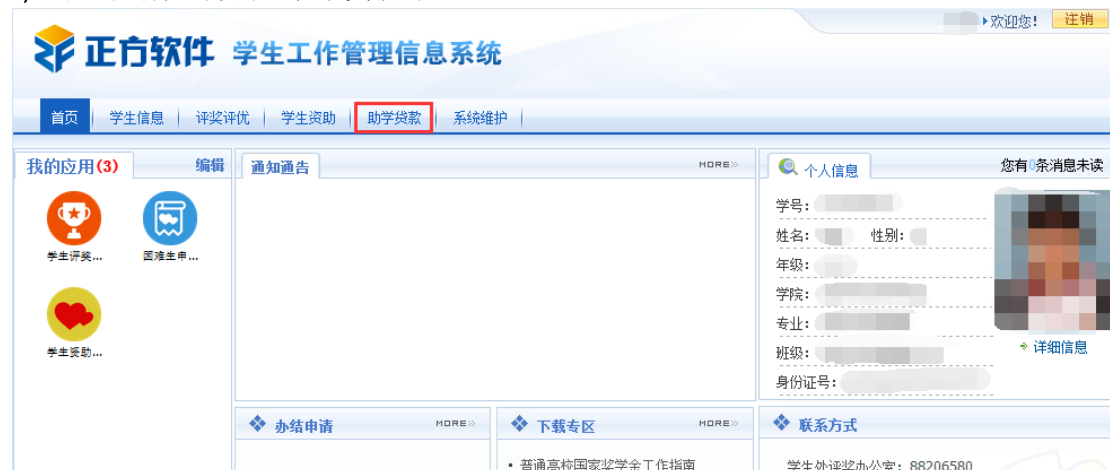 欢迎您! 注销
正方软件 学生工作管理信息系统
首页 学生信息 评奖评优 学生资助 助学贷款 系统维护
我的应用(3) 编辑
通知通告 MORE»
个人信息 您有0条消息未读
学生评奖... 困难生申...
学生资助...
学号:
姓名: 性别:
年级:
学院:
专业:
班级:
身份证号:
详细信息
办结申请 MORE»
下载专区 MORE»
联系方式
普通高校国家奖学金工作指南
学生处评奖办公室: 88206580